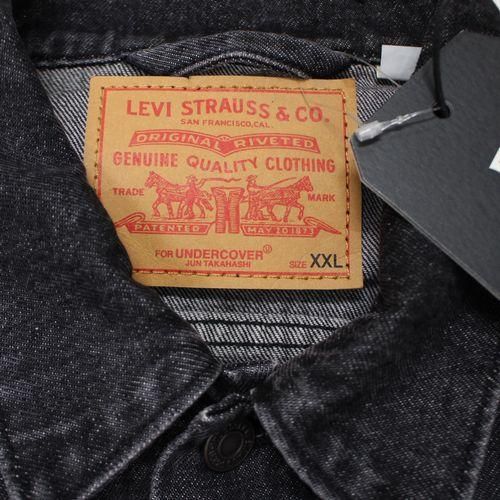 LEVI STRAUSS & CO.
SAN FRANCISCO, CAL.
ORIGINAL RIVETED
GENUINE QUALITY CLOTHING
TRADE MARK
PATENTED MAY 20 1873
FOR UNDERCOVER
JUN TAKAHASHI
SIZE XXL